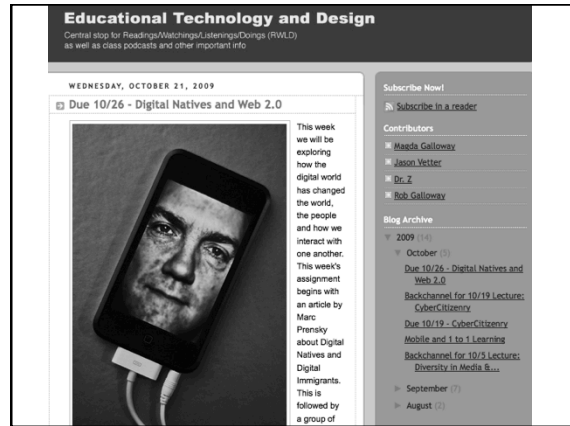 Educational Technology and Design
Central stop for Readings/Watchings/Listenings/Doings (RWLD)
as well as class podcasts and other important info
WEDNESDAY, OCTOBER 21, 2009
Due 10/26 - Digital Natives and Web 2.0
This week
we will be
exploring
how the
digital world
has changed
the world,
the people
and how we
interact with
one another.
This week's
assignment
begins with
an article by
Marc
Prensky
about Digital
Natives and
Digital
Immigrants.
This is
followed by
a group of
Subscribe Now!
Subscribe in a reader
Contributors
Magda Galloway
Jason Vetter
Dr. Z
Rob Galloway
Blog Archive
▼ 2009 (14)
▼ October (5)
Due 10/26 - Digital Natives and
Web 2.0
Backchannel for 10/19 Lecture:
CyberCitizenry
Due 10/19 - CyberCitizenry
Mobile and 1 to 1 Learning
Backchannel for 10/5 Lecture:
Diversity in Media &...
► September (7)
► August (2)